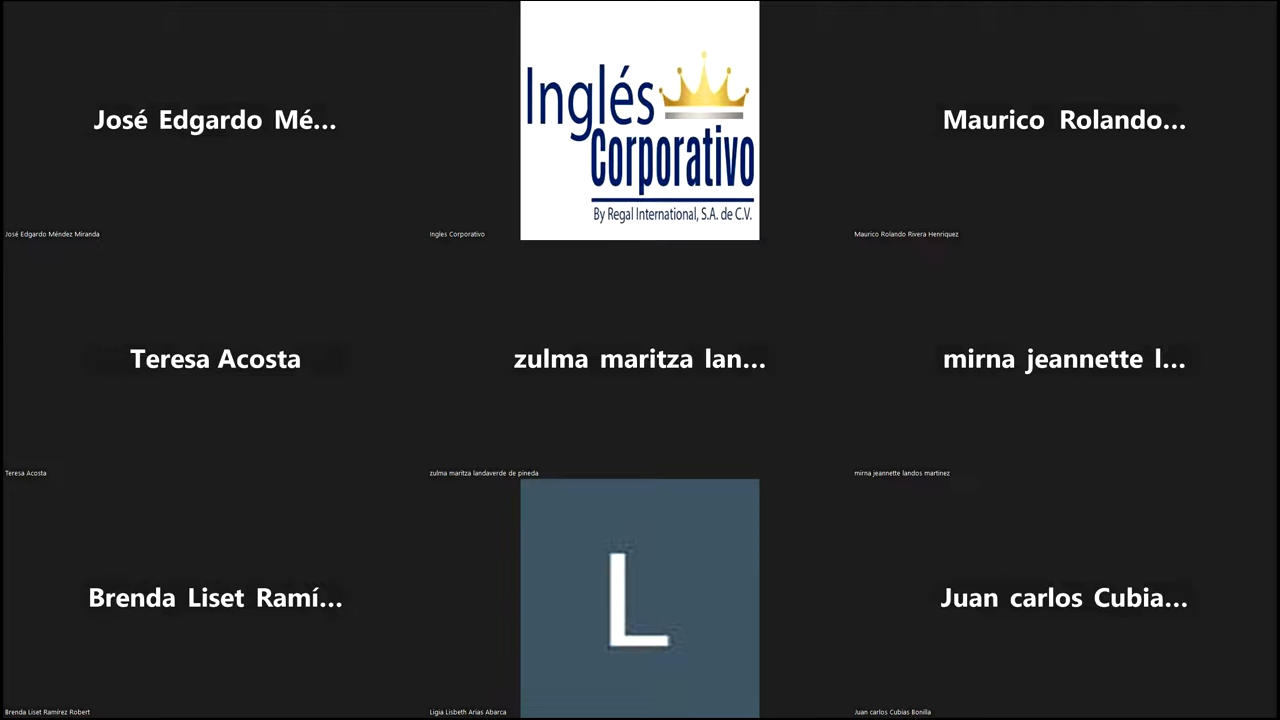 José Edgardo Mé...
Inglés
Corporativo
By Regal International, S.A. de C.V.
Maurico Rolando...
José Edgardo Méndez Miranda
Ingles Corporativo
Maurico Rolando Rivera Henriquez
Teresa Acosta
zulma maritza lan...
mirna jeannette l...
Teresa Acosta
zulma maritza landaverde de pineda
mirna jeannette landos martinez
Brenda Liset Ramí...
L
Juan carlos Cubia...
Brenda Liset Ramírez Robert
Ligia Lisbeth Arias Abarca
Juan carlos Cubias Bonilla